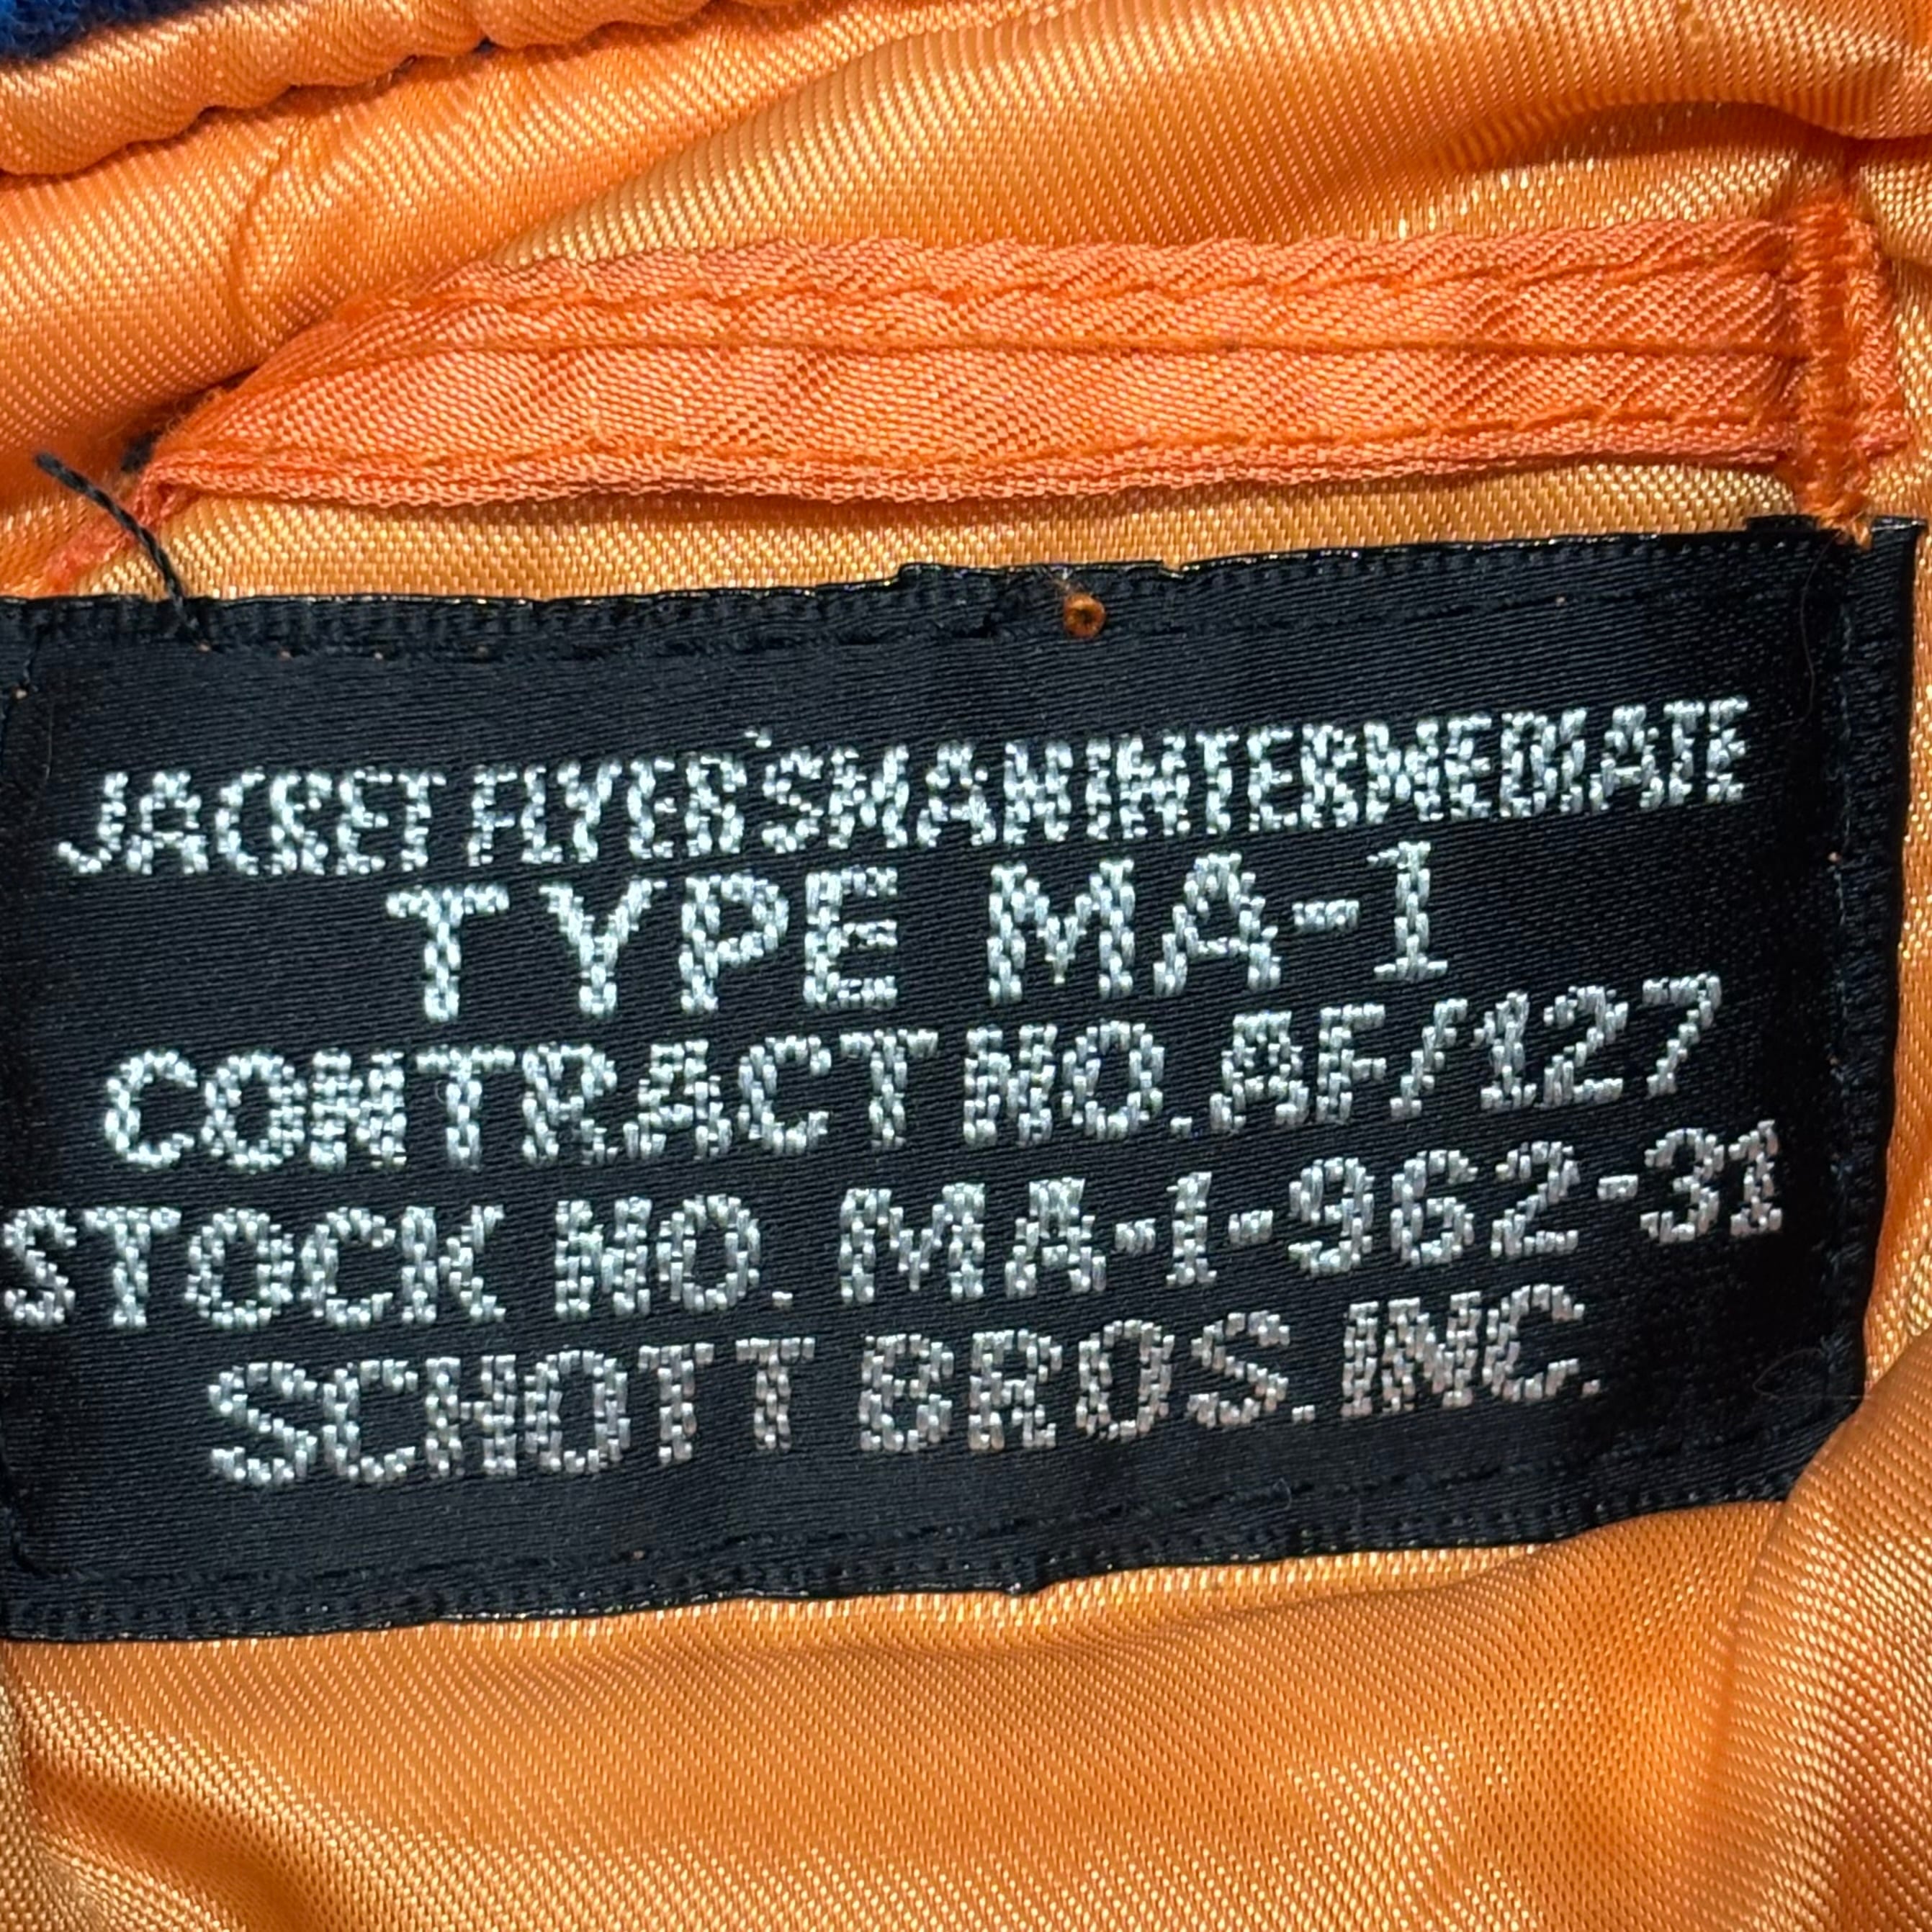 JACKET FLYER'S MAN INTERMEDIATE
TYPE MA-1
CONTRACT NO. AF/127
STOCK NO. MA-1-962-31
SCHOTT BROS. INC.